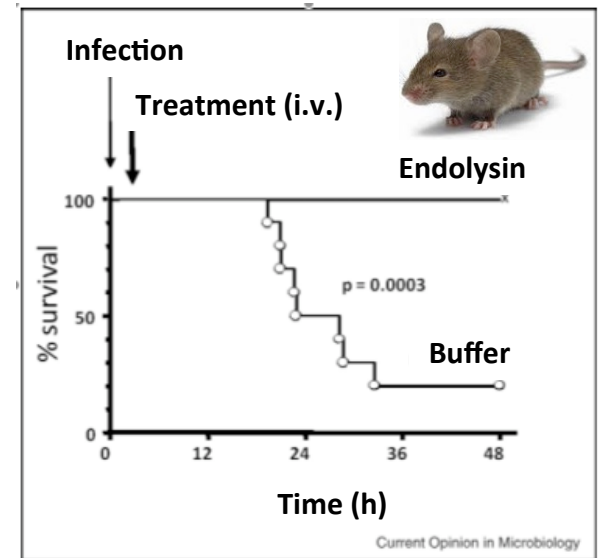 Infection
Treatment (i.v.)
Endolysin
100
% survival
p = 0.0003
50
Buffer
0
0 12 24 36 48
Time (h)
Current Opinion in Microbiology